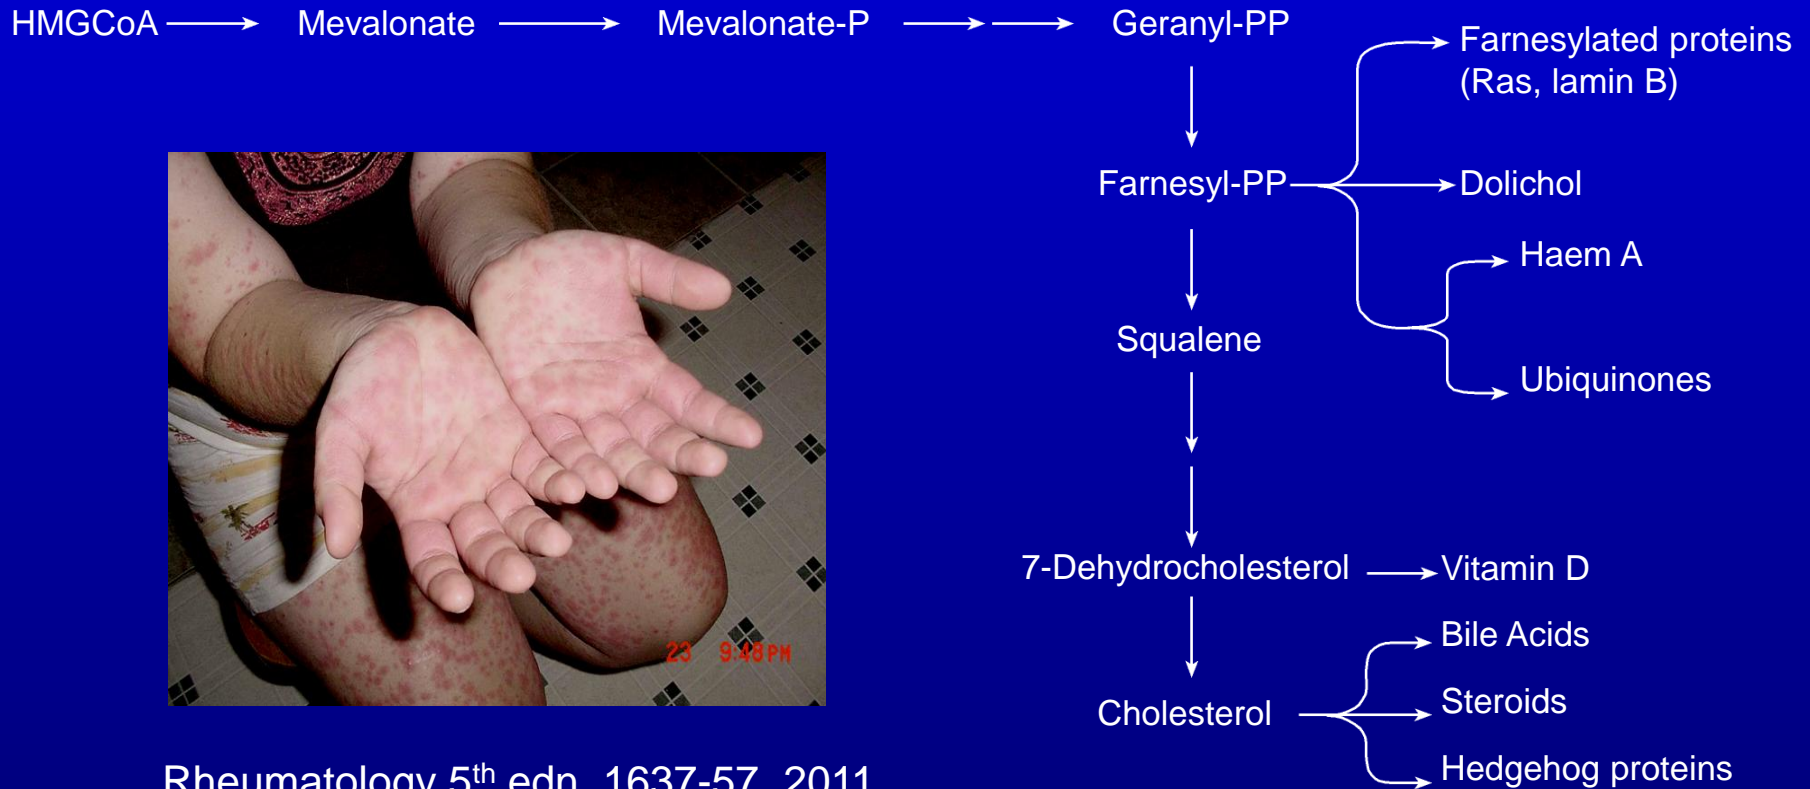 HMGCoA
Mevalonate
Mevalonate-P
Geranyl-PP
Farnesylated proteins
(Ras, lamin B)
Farnesyl-PP
Dolichol
Haem A
Squalene
Ubiquinones
7-Dehydrocholesterol
Vitamin D
Bile Acids
Cholesterol
Steroids
Hedgehog proteins
23 9:48PM
Rheumatology 5th edn, 1637-57, 2011